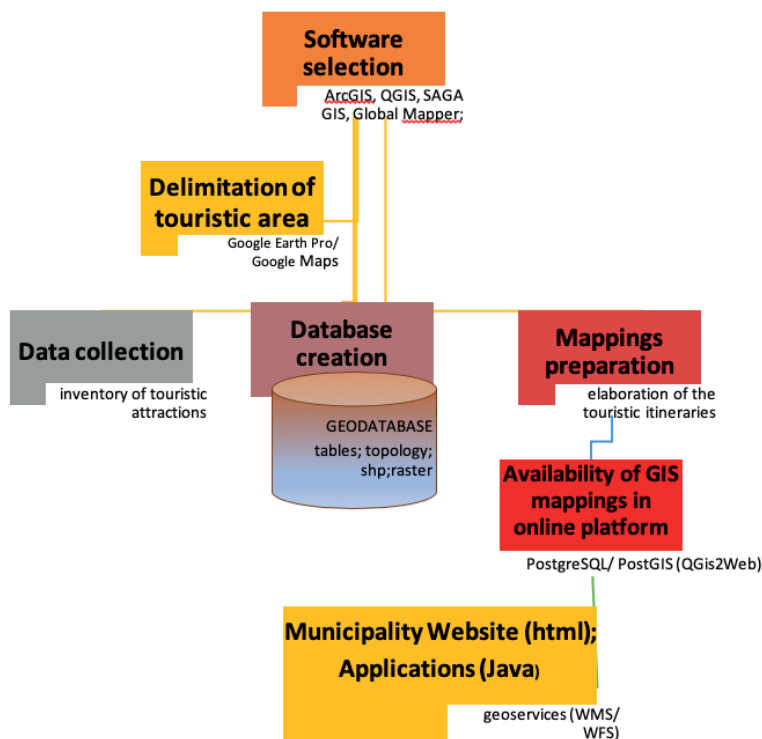 Software
selection
ArcGIS, QGIS, SAGA
GIS, Global Mapper;
Delimitation of
touristic area
Google Earth Pro/
Google Maps
Data collection
inventory of touristic
attractions
Database
creation
GEODATABASE
tables; topology;
shp;raster
Mappings
preparation
elaboration of the
touristic itineraries
Availability of GIS
mappings in
online platform
PostgreSQL/ PostGIS (QGis2Web)
Municipality Website (html);
Applications (Java)
geoservices (WMS/
WFS)